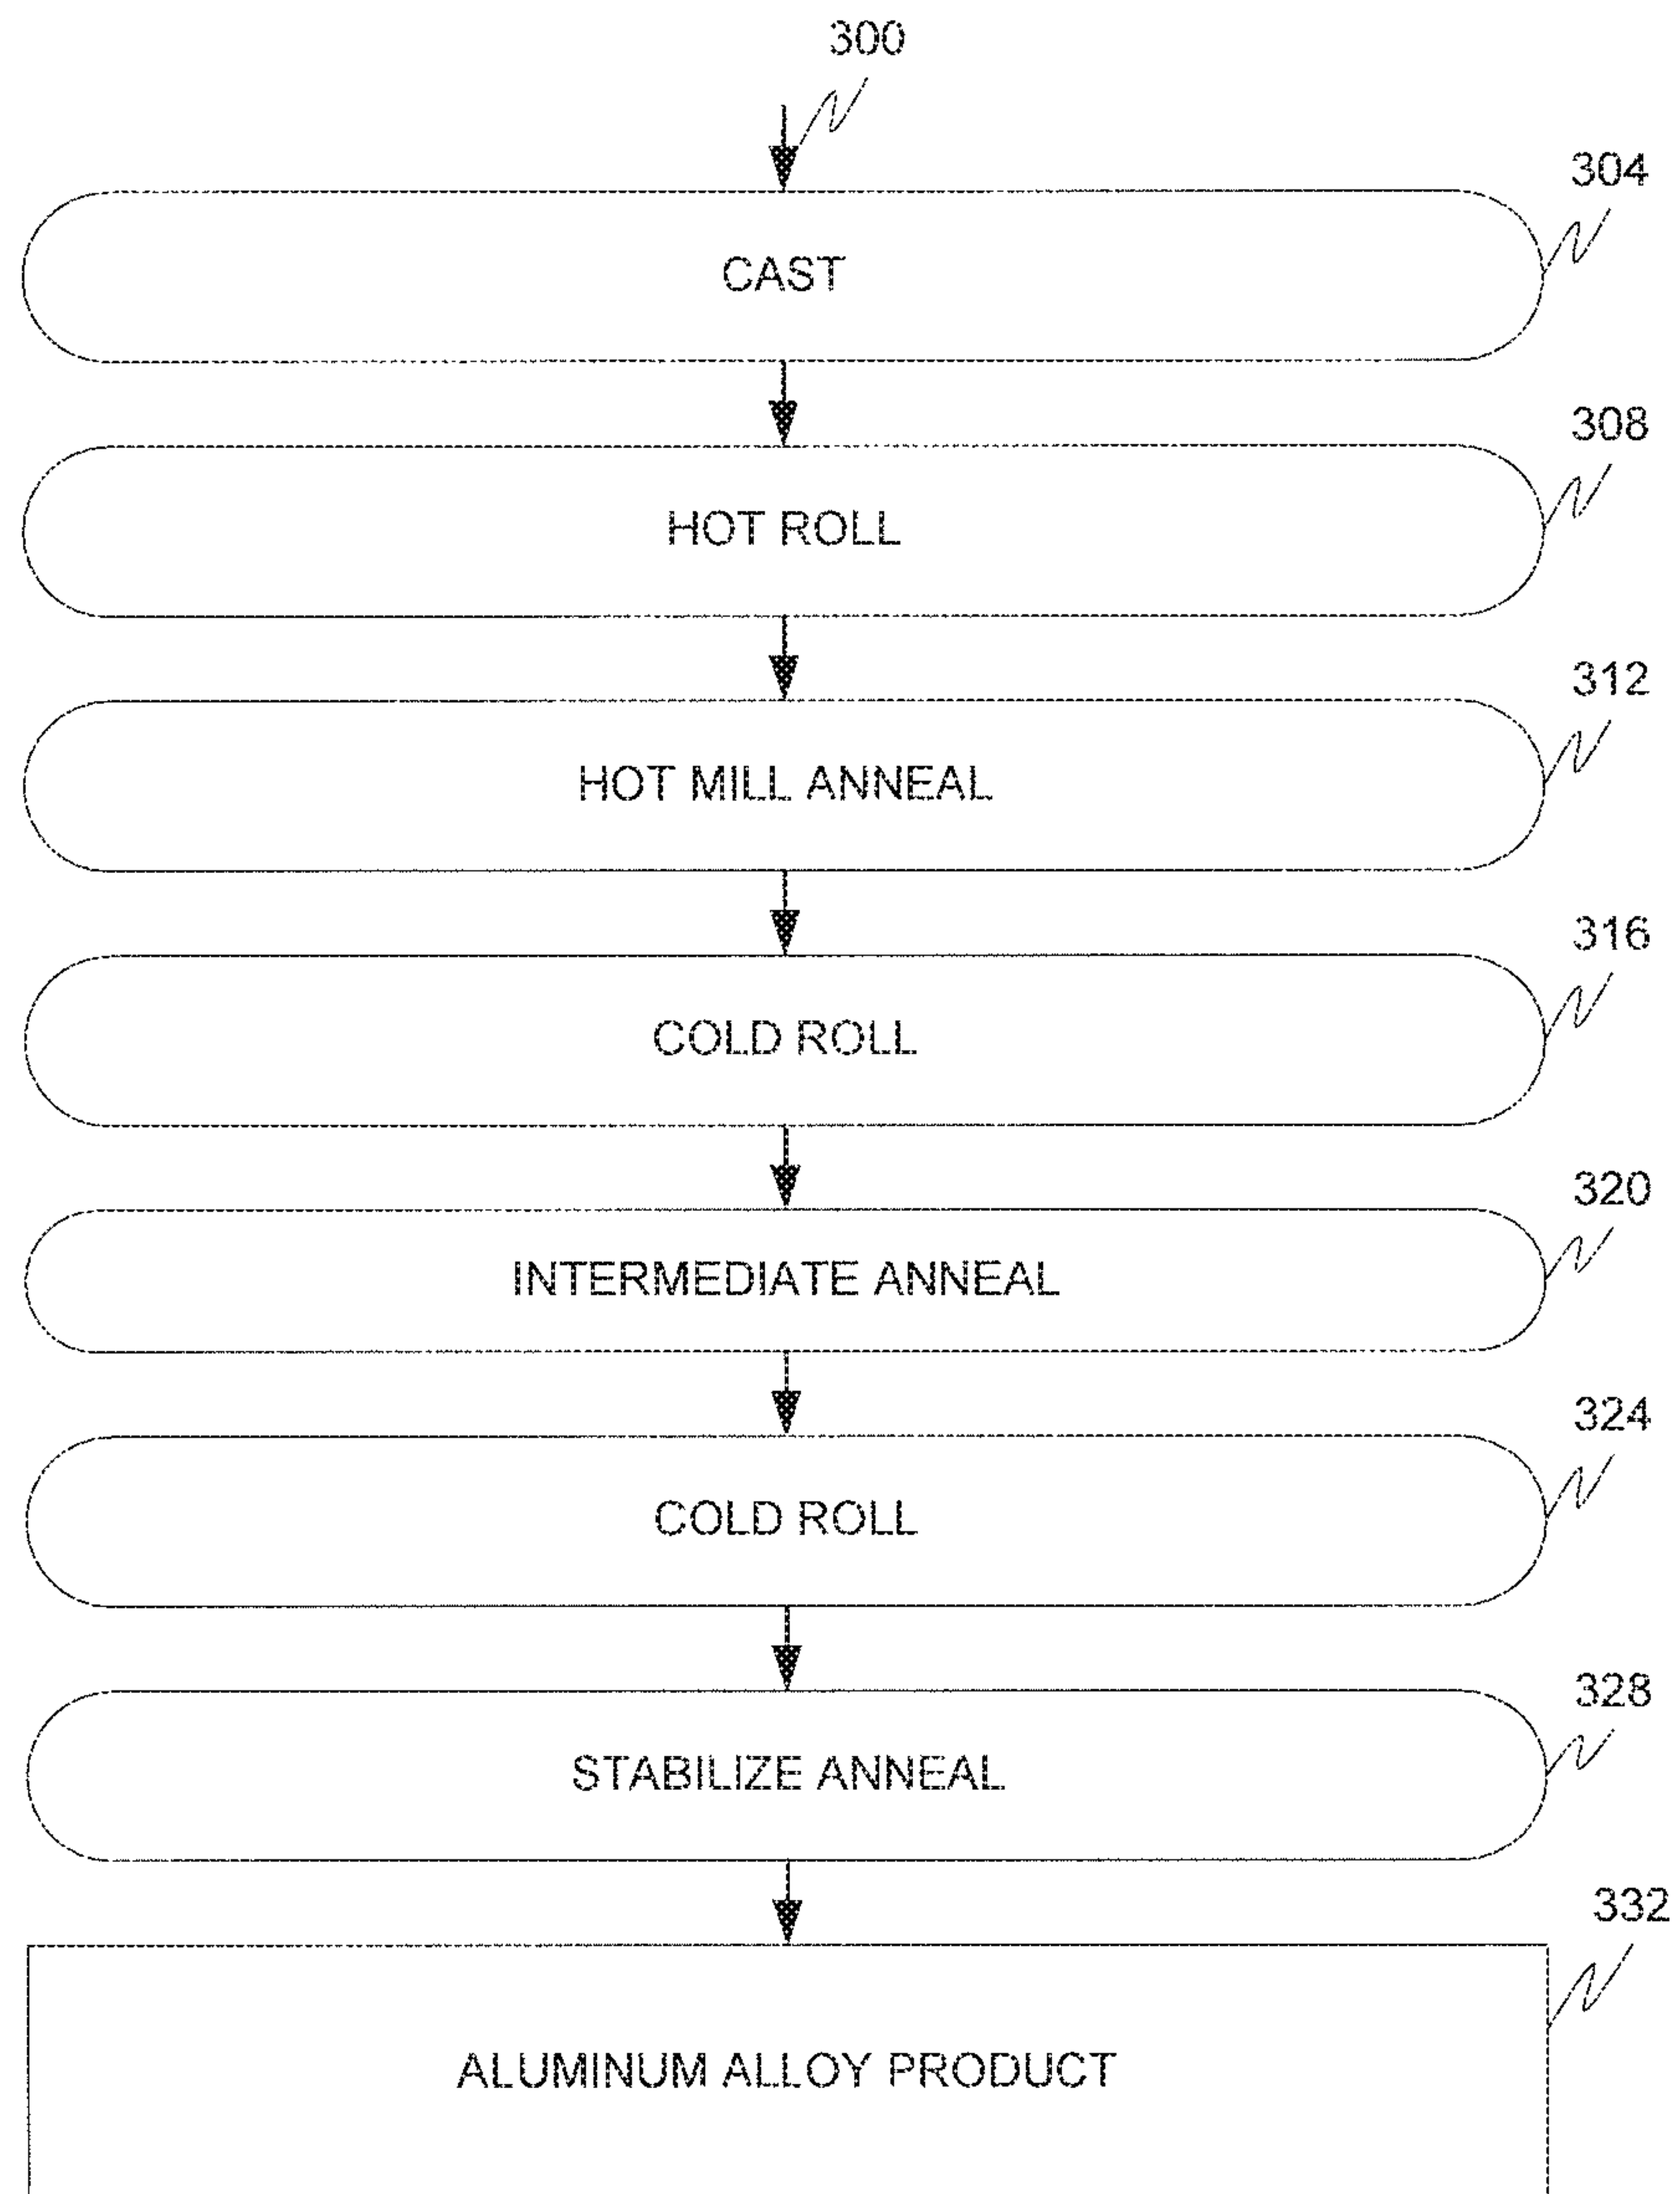 300
304
CAST
308
HOT ROLL
312
HOT MILL ANNEAL
316
COLD ROLL
320
INTERMEDIATE ANNEAL
324
COLD ROLL
328
STABILIZE ANNEAL
332
ALUMINUM ALLOY PRODUCT